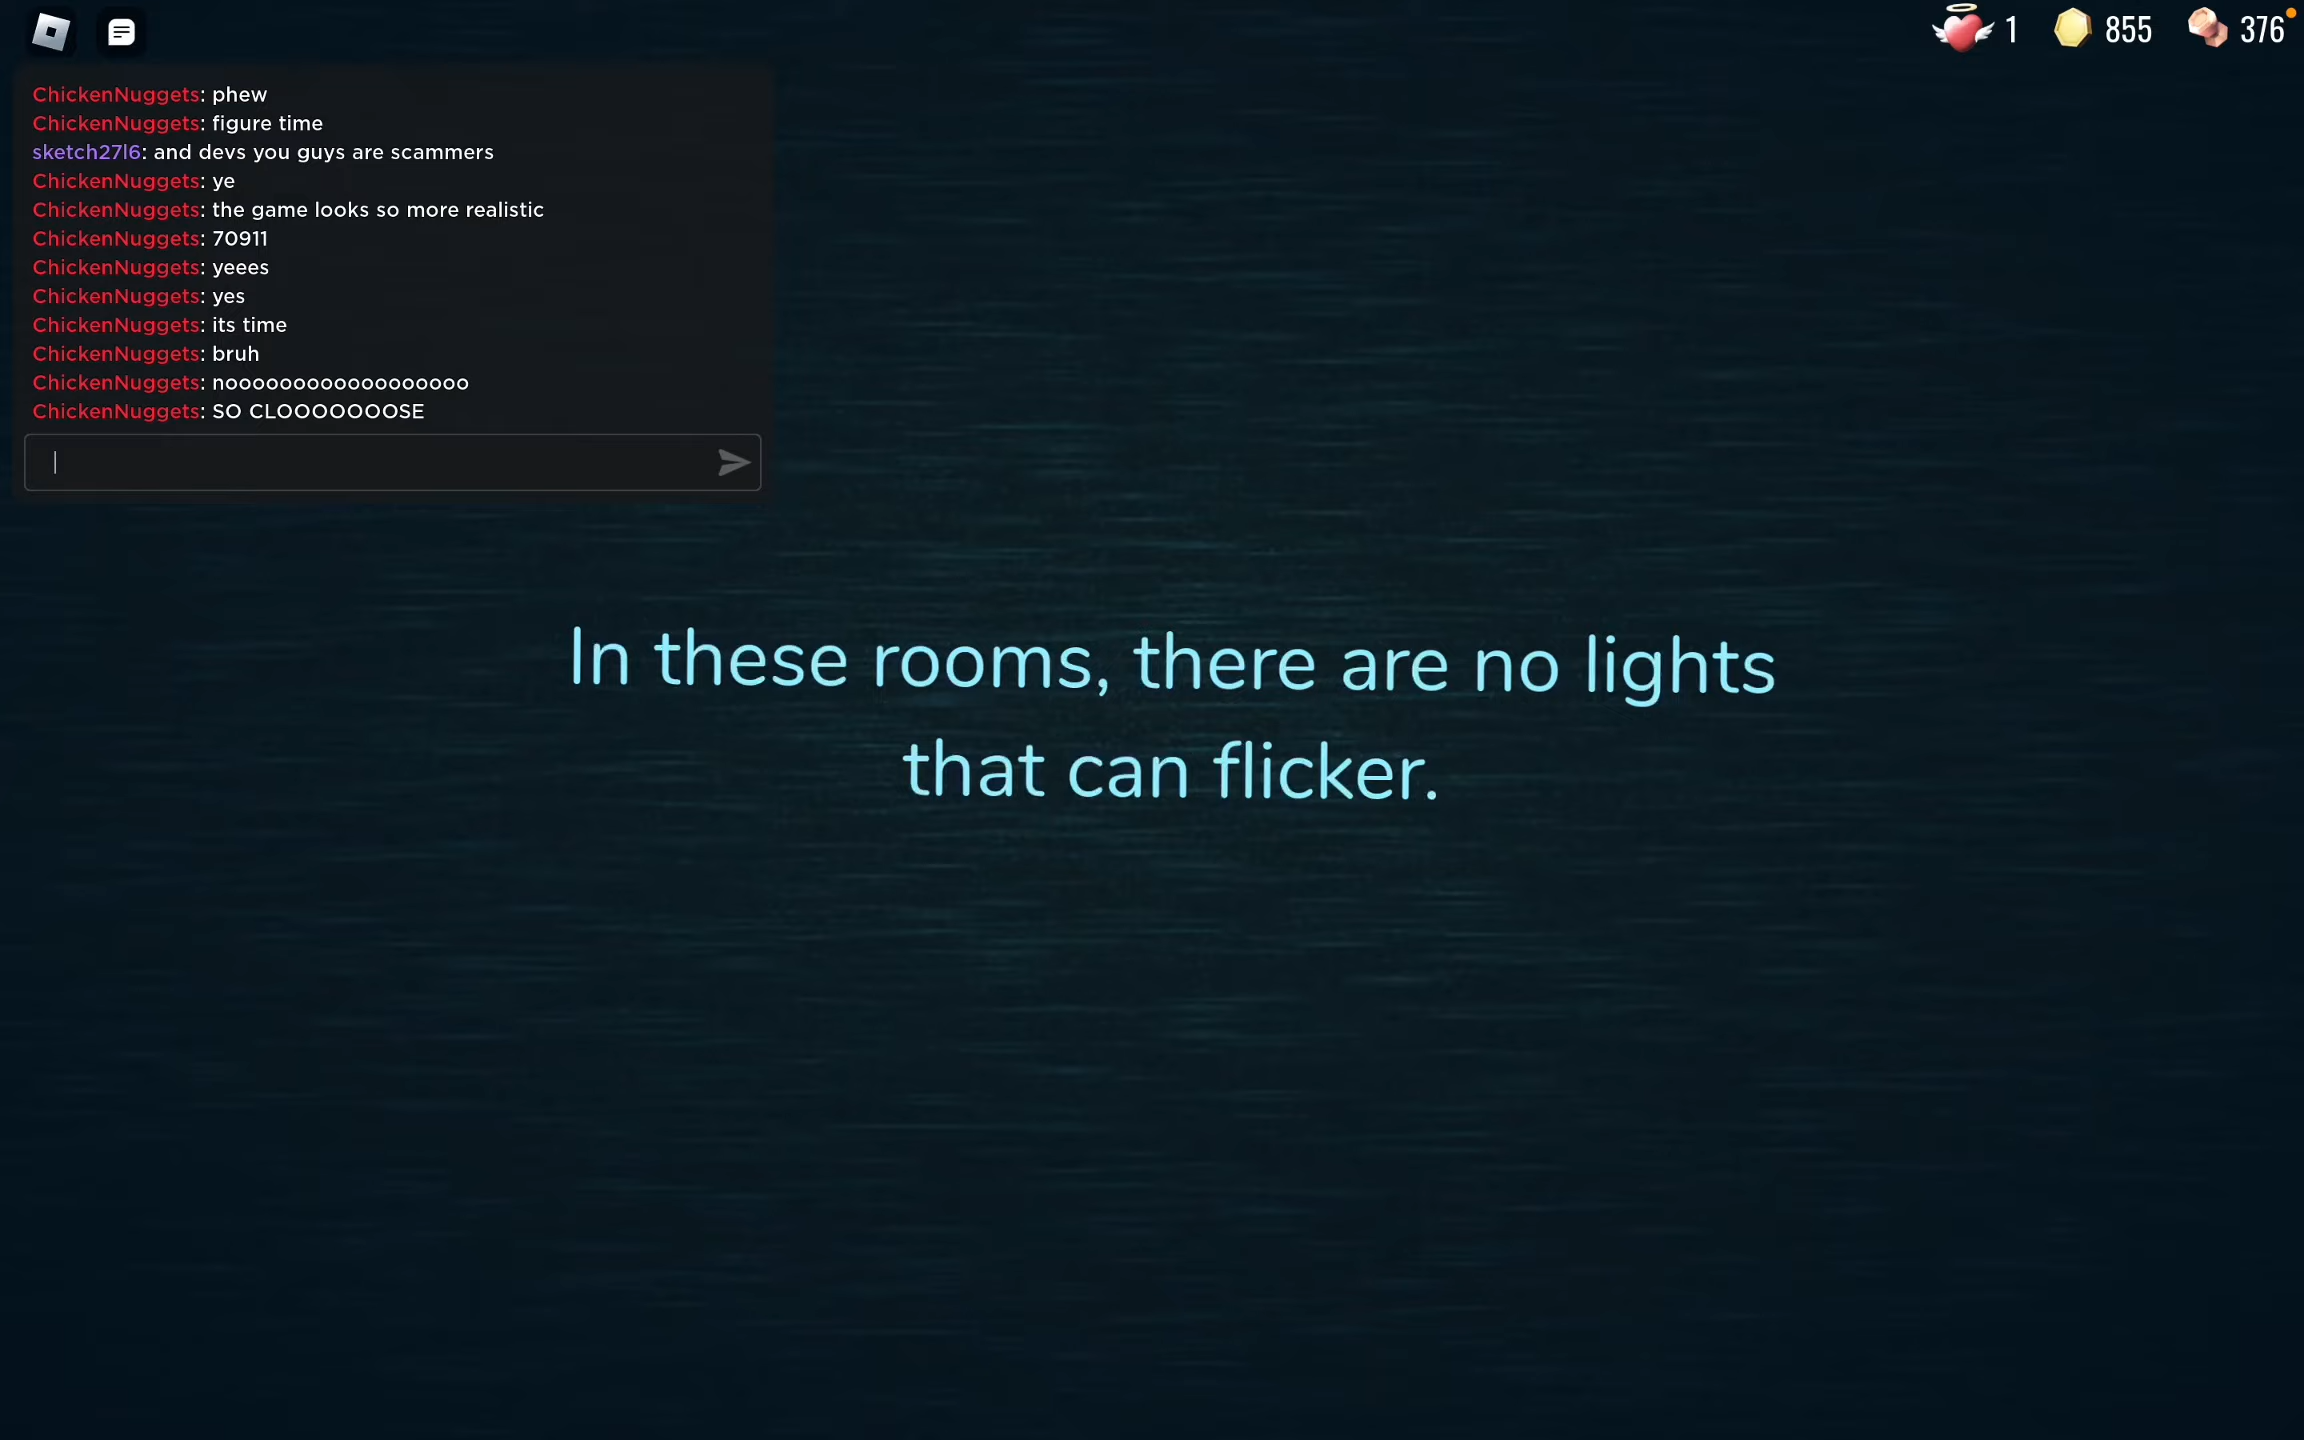 1
855
376
ChickenNuggets: phew
ChickenNuggets: figure time
sketch27l6: and devs you guys are scammers
ChickenNuggets: ye
ChickenNuggets: the game looks so more realistic
ChickenNuggets: 70911
ChickenNuggets: yeees
ChickenNuggets: yes
ChickenNuggets: its time
ChickenNuggets: bruh
ChickenNuggets: noooooooooooooooooo
ChickenNuggets: SO CLOOOOOOOSE
In these rooms, there are no lights
that can flicker.